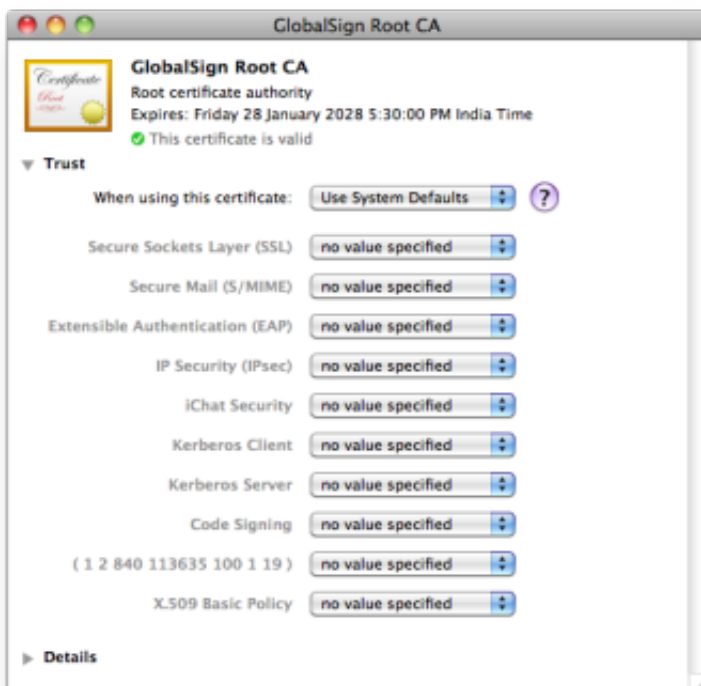 GlobalSign Root CA
Certificate
Root
GlobalSign Root CA
Root certificate authority
Expires: Friday 28 January 2028 5:30:00 PM India Time
This certificate is valid
Trust
When using this certificate: Use System Defaults ?
Secure Sockets Layer (SSL) no value specified
Secure Mail (S/MIME) no value specified
Extensible Authentication (EAP) no value specified
IP Security (IPsec) no value specified
iChat Security no value specified
Kerberos Client no value specified
Kerberos Server no value specified
Code Signing no value specified
( 1 2 840 113635 100 1 19 ) no value specified
X.509 Basic Policy no value specified
Details